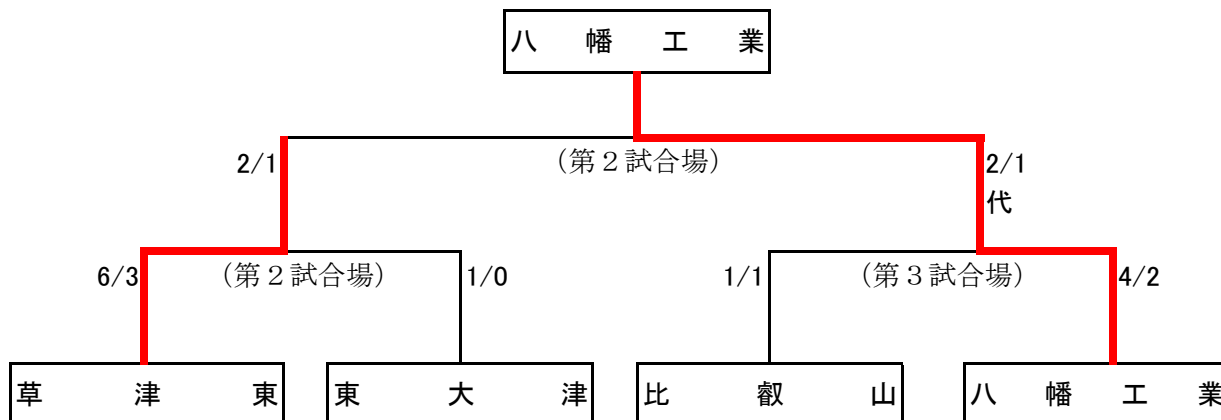 八幡工業
2/1 (第2試合場) 2/1
代
6/3 (第2試合場) 1/0 1/1 (第3試合場) 4/2
草津東 東大津 比叡山 八幡工業